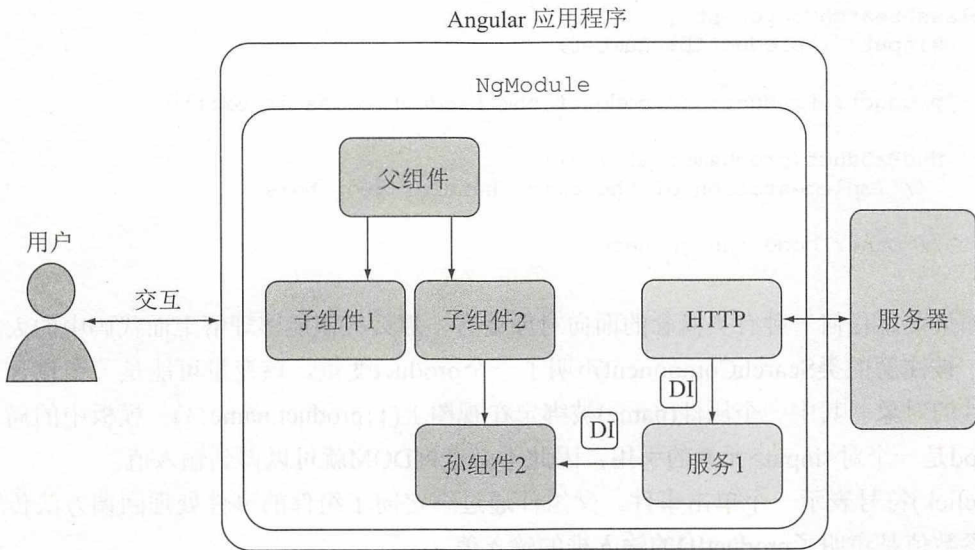 Angular 应用程序
NgModule
父组件
用户
交互
子组件1
子组件2
HTTP
服务器
DI
DI
孙组件2
服务1